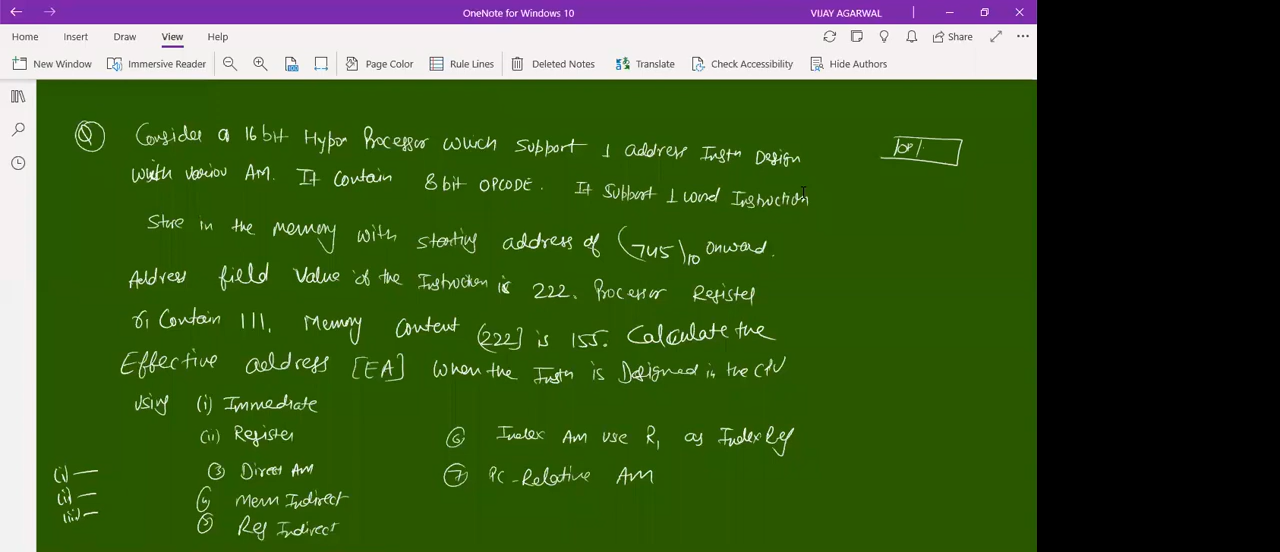 OneNote for Windows 10
VIJAY AGARWAL
Home Insert Draw View Help
Share
New Window Immersive Reader Page Color Rule Lines Deleted Notes Translate Check Accessibility Hide Authors
Q Consider a 16 bit Hypo Processor which support 1 address Instn Design
OP
with various AM. It Contain 8 bit OPCODE. It Support 1 word Instruction
Store in the memory with starting address of (745)10 onward.
Address field value of the Instruction is 222. Processor Register
r1 Contain 111. Memory content [222] is 155. Calculate the
Effective address [EA] when the Instn is Designed in the CPU
using (i) Immediate
(ii) Register
③ Direct AM
④ Mem Indirect
⑤ Reg Indirect
⑥ Index AM use R1 as Index Reg
⑦ PC-Relative AM
(i) —
(ii) —
(iii) —